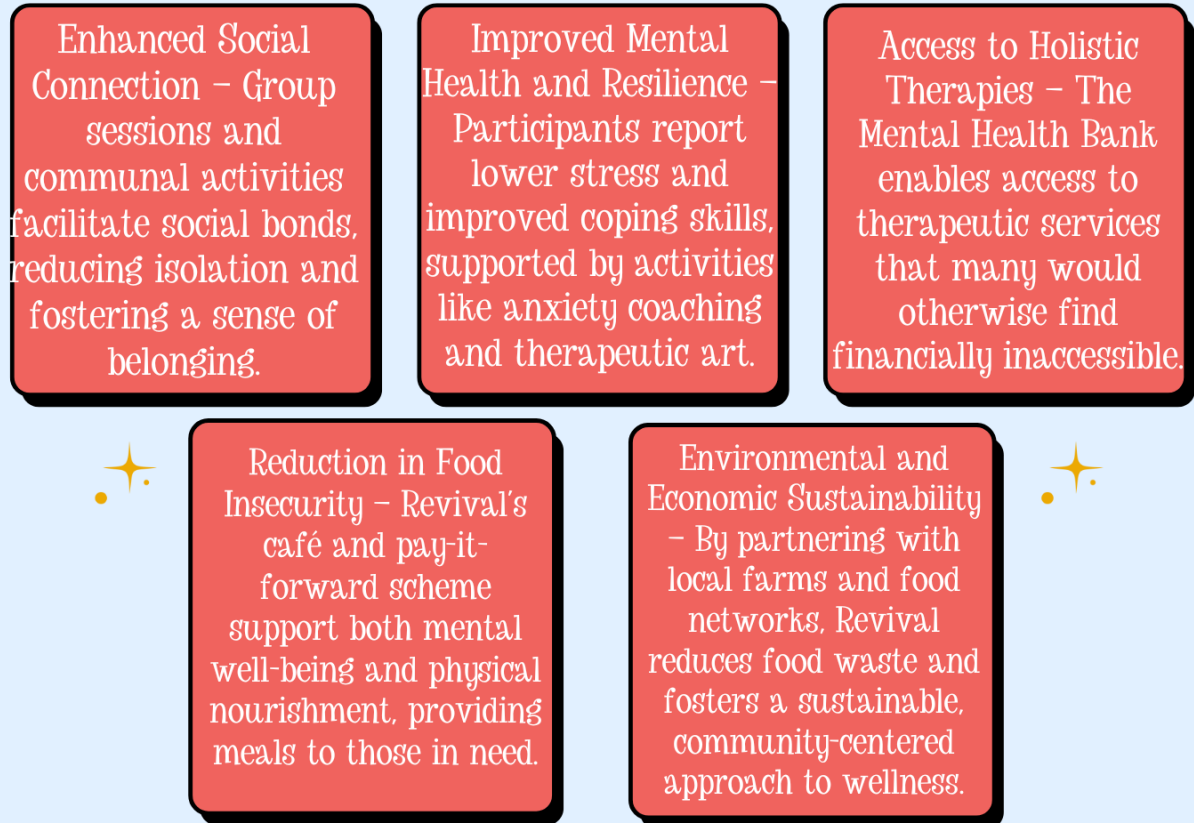 Enhanced Social
Connection – Group
sessions and
communal activities
facilitate social bonds,
reducing isolation and
fostering a sense of
belonging.
Improved Mental
Health and Resilience –
Participants report
lower stress and
improved coping skills,
supported by activities
like anxiety coaching
and therapeutic art.
Access to Holistic
Therapies – The
Mental Health Bank
enables access to
therapeutic services
that many would
otherwise find
financially inaccessible.
Reduction in Food
Insecurity – Revival's
café and pay-it-
forward scheme
support both mental
well-being and physical
nourishment, providing
meals to those in need.
Environmental and
Economic Sustainability
– By partnering with
local farms and food
networks, Revival
reduces food waste and
fosters a sustainable,
community-centered
approach to wellness.